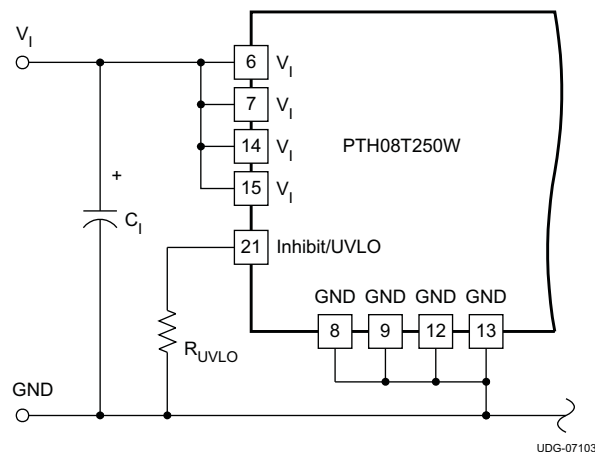 V_I
6 V_I
7 V_I
PTH08T250W
14 V_I
15 V_I
+
C_I
21 Inhibit/UVLO
GND GND GND GND
8 9 12 13
R_UVLO
GND
UDG-07103